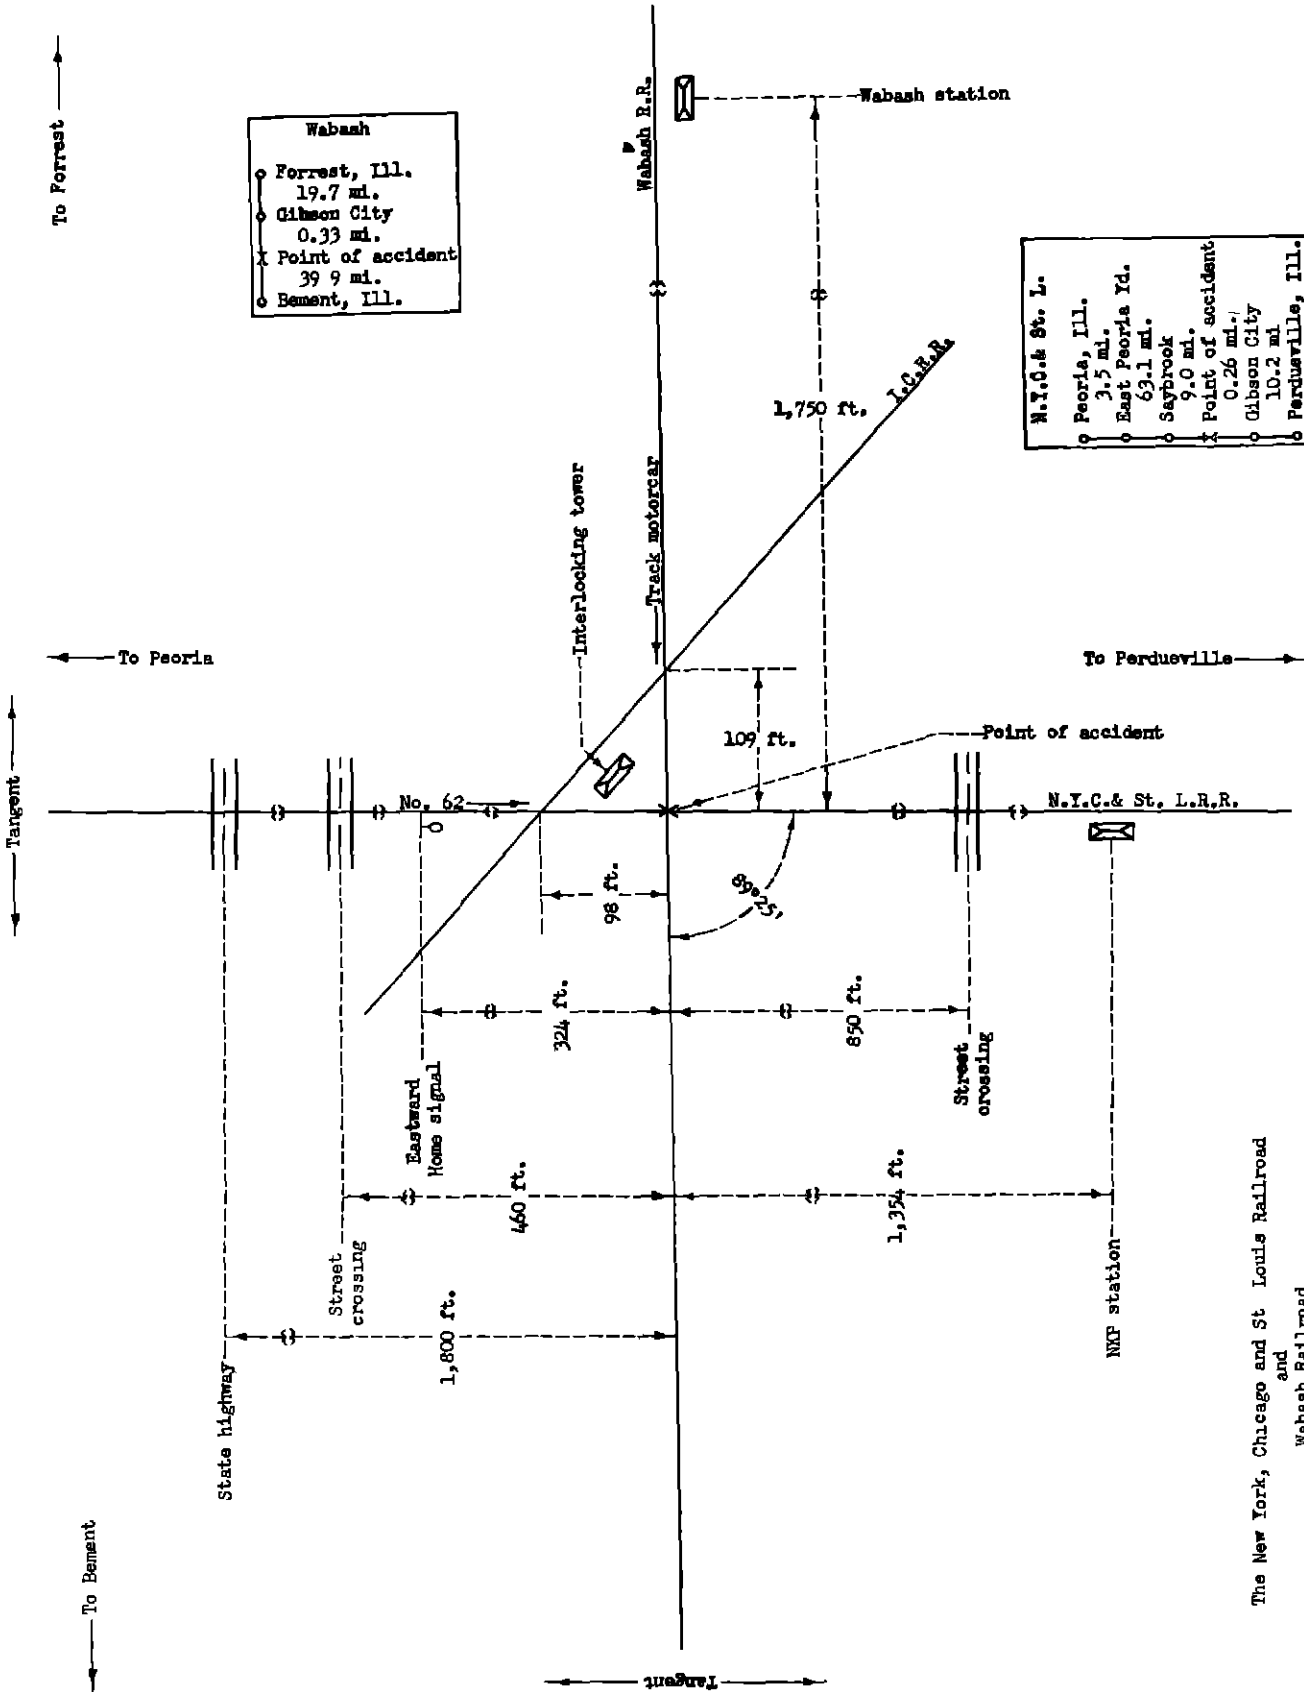 To Forrest
Wabash
Forrest, Ill.
19.7 mi.
Gibson City
0.33 mi.
Point of accident
39 9 mi.
Bement, Ill.
Wabash R.R.
Wabash station
N.Y.C.& St. L.
Peoria, Ill.
3.5 mi.
East Peoria Yd.
63.1 mi.
Saybrook
9.0 mi.
Point of accident
0.26 mi.
Gibson City
10.2 mi
Perdueville, Ill.
I.C.R.R.
1,750 ft.
Interlocking tower
Track motorcar
To Peoria
To Perdueville
Tangent
109 ft.
Point of accident
No. 62
N.Y.C.& St. L.R.R.
98 ft.
89°25'
324 ft.
850 ft.
Eastward
Home signal
Street
crossing
460 ft.
1,354 ft.
Street
crossing
1,800 ft.
NKP station
State highway
To Bement
Tangent
The New York, Chicago and St Louis Railroad
and
Wabash Railroad